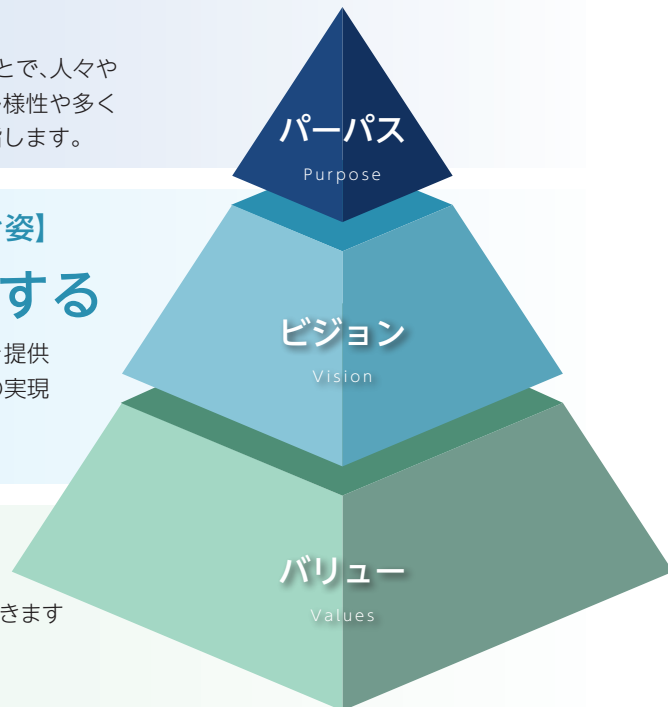 とで、人々や
様性や多く
指します。
姿】
する
提供
の実現
きます
パーパス
Purpose
ビジョン
Vision
バリュー
Values